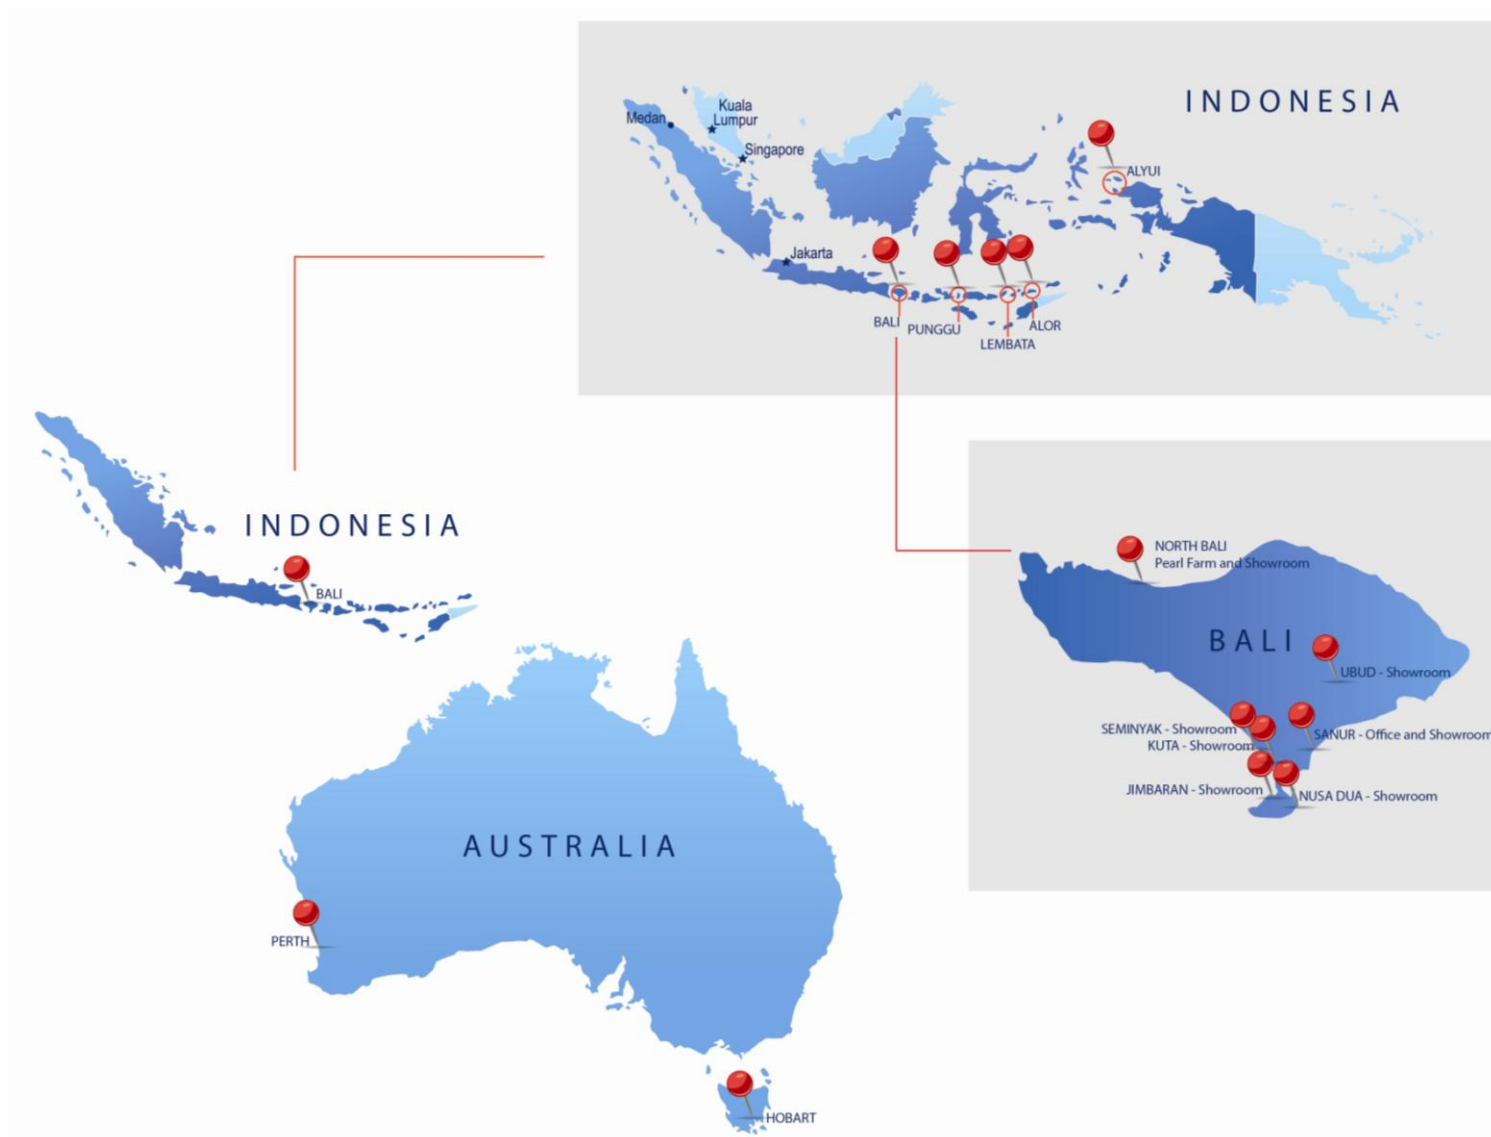 INDONESIA
Kuala
Lumpur
Medan
Singapore
ALYUI
Jakarta
BALI
PUNGGU
ALOR
LEMBATA
INDONESIA
BALI
NORTH BALI
Pearl Farm and Showroom
BALI
UBUD - Showroom
SEMINYAK - Showroom
SANUR - Office and Showroom
KUTA - Showroom
JIMBARAN - Showroom
NUSA DUA - Showroom
AUSTRALIA
PERTH
HOBART